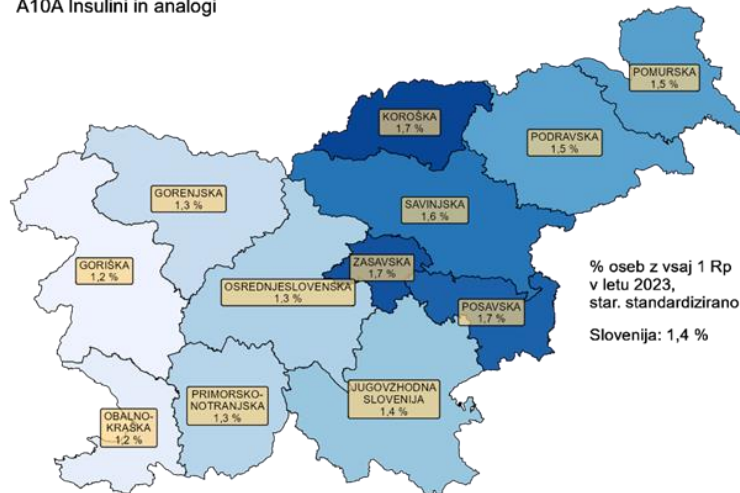 A10A Insulini in analogi
POMURSKA
1,5 %
KOROŠKA
1,7 %
PODRAVSKA
1,5 %
GORENJSKA
1,3 %
SAVINJSKA
1,6 %
GORIŠKA
1,2 %
ZASAVSKA
1,7 %
OSREDNJESLOVENSKA
1,3 %
POSAVSKA
1,7 %
% oseb z vsaj 1 Rp
v letu 2023,
star. standardizirano
Slovenija: 1,4 %
PRIMORSKO-
NOTRANJSKA
1,3 %
JUGOVZHODNA
SLOVENIJA
1,4 %
OBALNO-
KRAŠKA
1,2 %